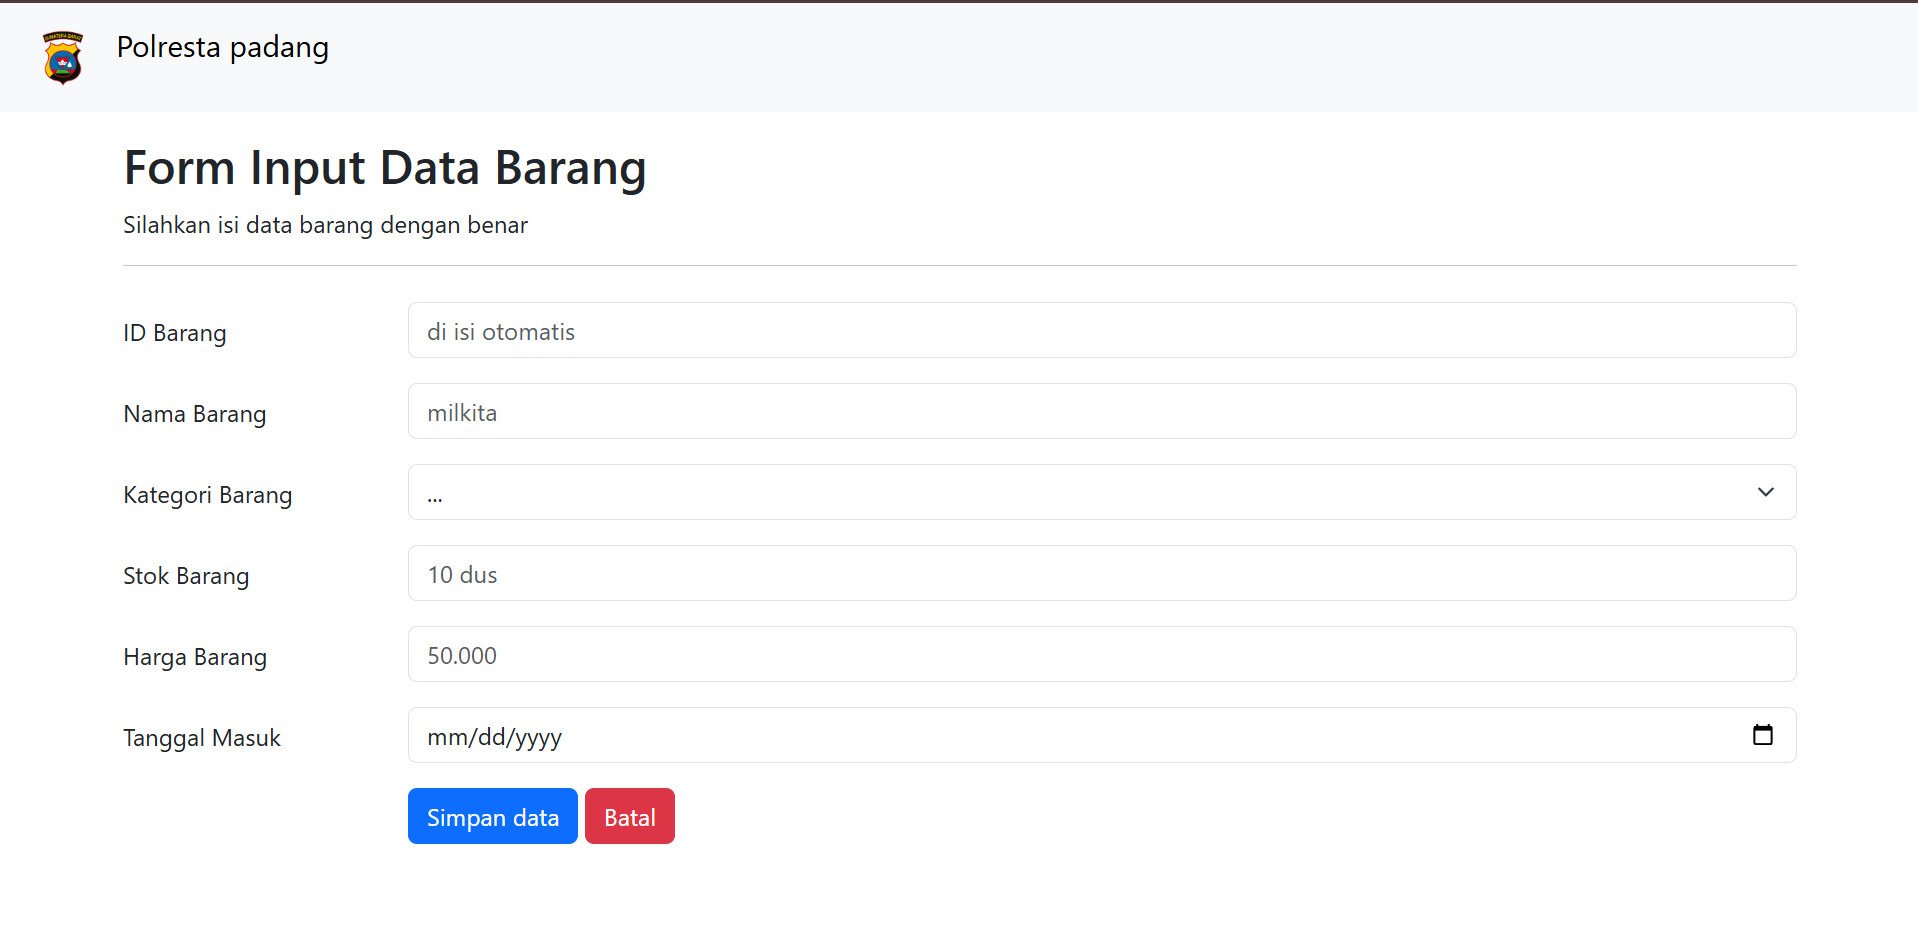 SUMATERA BARAT
Polresta padang
Form Input Data Barang
Silahkan isi data barang dengan benar
ID Barang
di isi otomatis
Nama Barang
milkita
Kategori Barang
...
Stok Barang
10 dus
Harga Barang
50.000
Tanggal Masuk
mm/dd/yyyy
Simpan data
Batal